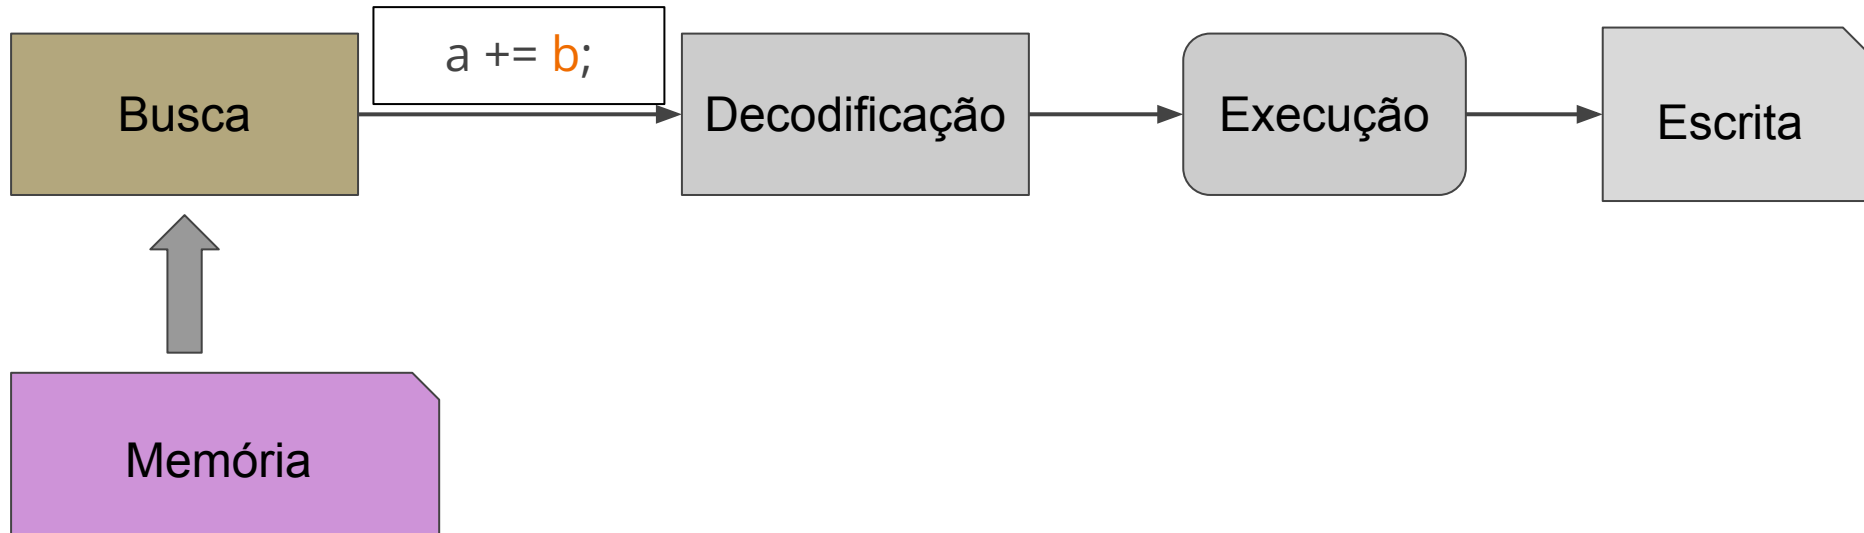 a += b;
Busca
Decodificação
Execução
Escrita
Memória